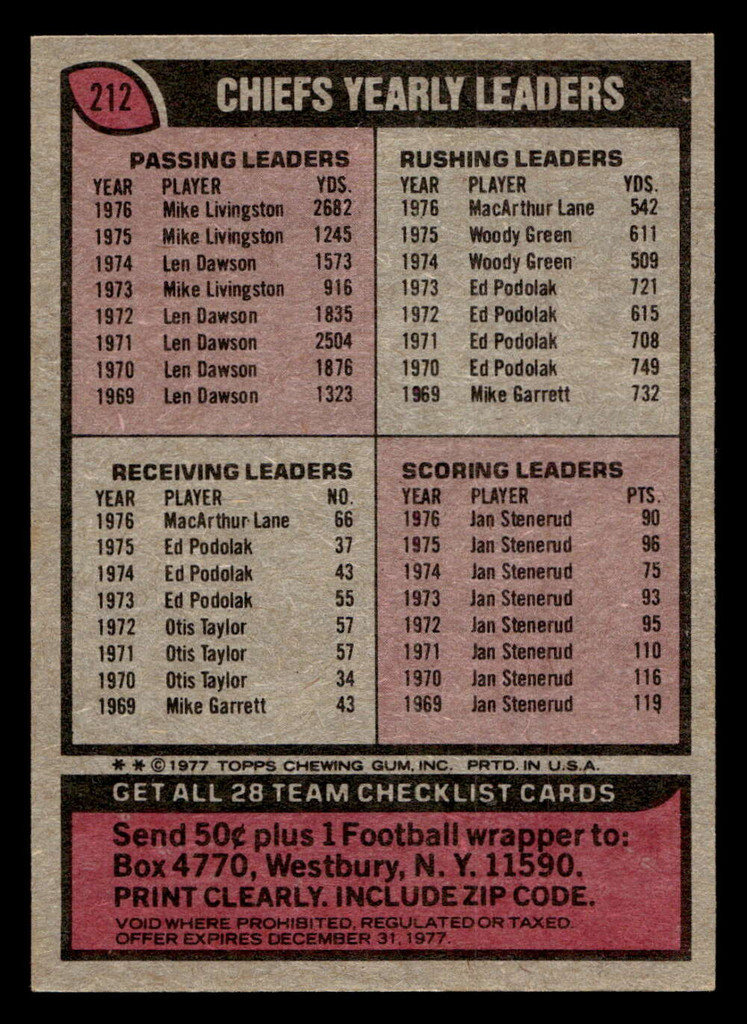 212
CHIEFS YEARLY LEADERS
PASSING LEADERS
YEAR PLAYER YDS.
1976 Mike Livingston 2682
1975 Mike Livingston 1245
1974 Len Dawson 1573
1973 Mike Livingston 916
1972 Len Dawson 1835
1971 Len Dawson 2504
1970 Len Dawson 1876
1969 Len Dawson 1323
RUSHING LEADERS
YEAR PLAYER YDS.
1976 MacArthur Lane 542
1975 Woody Green 611
1974 Woody Green 509
1973 Ed Podolak 721
1972 Ed Podolak 615
1971 Ed Podolak 708
1970 Ed Podolak 749
1969 Mike Garrett 732
RECEIVING LEADERS
YEAR PLAYER NO.
1976 MacArthur Lane 66
1975 Ed Podolak 37
1974 Ed Podolak 43
1973 Ed Podolak 55
1972 Otis Taylor 57
1971 Otis Taylor 57
1970 Otis Taylor 34
1969 Mike Garrett 43
SCORING LEADERS
YEAR PLAYER PTS.
1976 Jan Stenerud 90
1975 Jan Stenerud 96
1974 Jan Stenerud 75
1973 Jan Stenerud 93
1972 Jan Stenerud 95
1971 Jan Stenerud 110
1970 Jan Stenerud 116
1969 Jan Stenerud 119
* * © 1977 TOPPS CHEWING GUM, INC. PRTD. IN U.S.A.
GET ALL 28 TEAM CHECKLIST CARDS
Send 50¢ plus 1 Football wrapper to:
Box 4770, Westbury, N. Y. 11590.
PRINT CLEARLY. INCLUDE ZIP CODE.
VOID WHERE PROHIBITED, REGULATED OR TAXED.
OFFER EXPIRES DECEMBER 31, 1977.